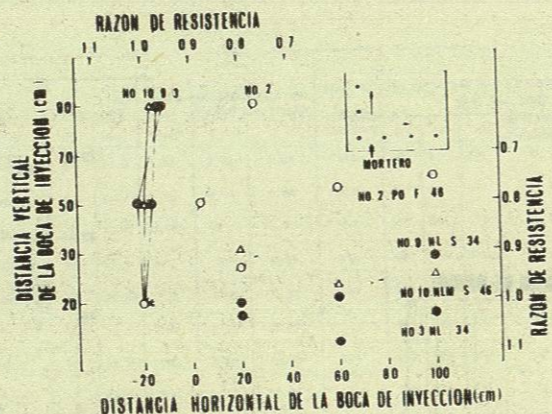 RAZON DE RESISTENCIA
1.1 1.0 0.9 0.8 0.7
NO 10 9 3
NO. 2
DISTANCIA VERTICAL
DE LA BOCA DE INYECCION (cm)
90
70
50
30
20
MORTERO
NO. 2. PO F 46
NO. 9. NL S 34
NO. 10. NLM S 46
NO 3 NL 34
0.7
0.8
0.9
1.0
1.1
RAZON DE RESISTENCIA
-20 0 20 40 60 80 100
DISTANCIA HORIZONTAL DE LA BOCA DE INYECCION(cm)